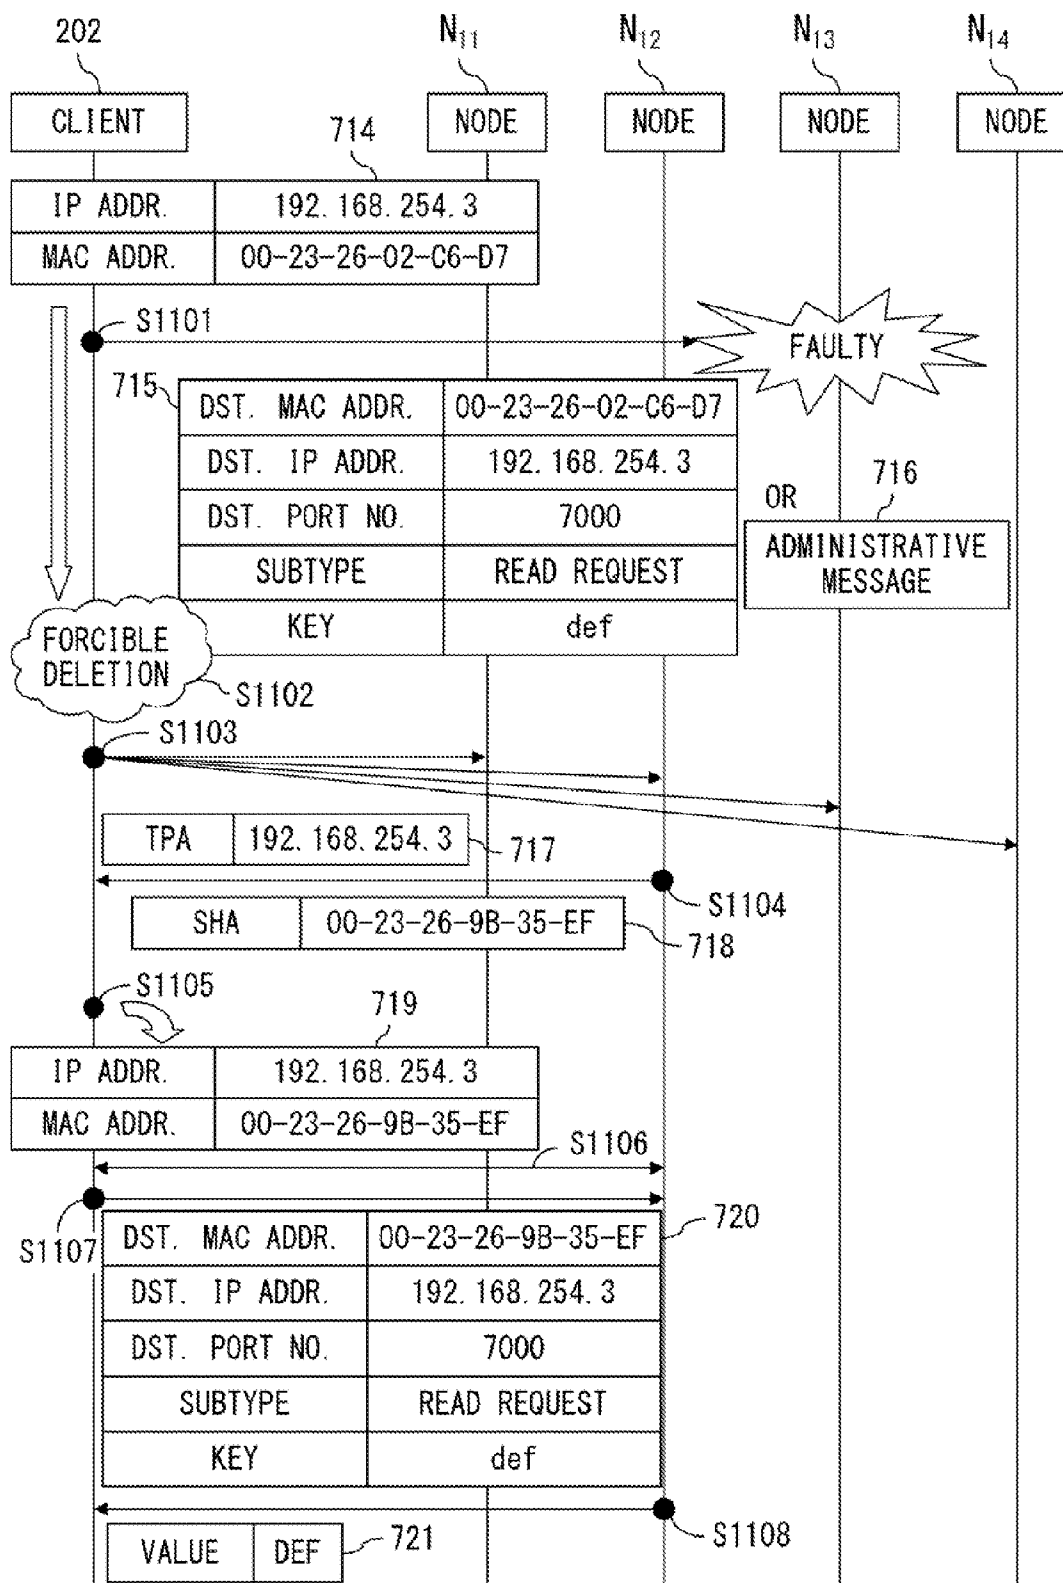 202
N11
N12
N13
N14
CLIENT
NODE
NODE
NODE
NODE
714
IP ADDR. 192.168.254.3
MAC ADDR. 00-23-26-02-C6-D7
S1101
FAULTY
715
DST. MAC ADDR. 00-23-26-02-C6-D7
DST. IP ADDR. 192.168.254.3
DST. PORT NO. 7000
SUBTYPE READ REQUEST
KEY def
OR
716
ADMINISTRATIVE
MESSAGE
FORCIBLE
DELETION
S1102
S1103
TPA 192.168.254.3
717
S1104
SHA 00-23-26-9B-35-EF
718
S1105
719
IP ADDR. 192.168.254.3
MAC ADDR. 00-23-26-9B-35-EF
S1106
S1107
720
DST. MAC ADDR. 00-23-26-9B-35-EF
DST. IP ADDR. 192.168.254.3
DST. PORT NO. 7000
SUBTYPE READ REQUEST
KEY def
S1108
VALUE DEF
721